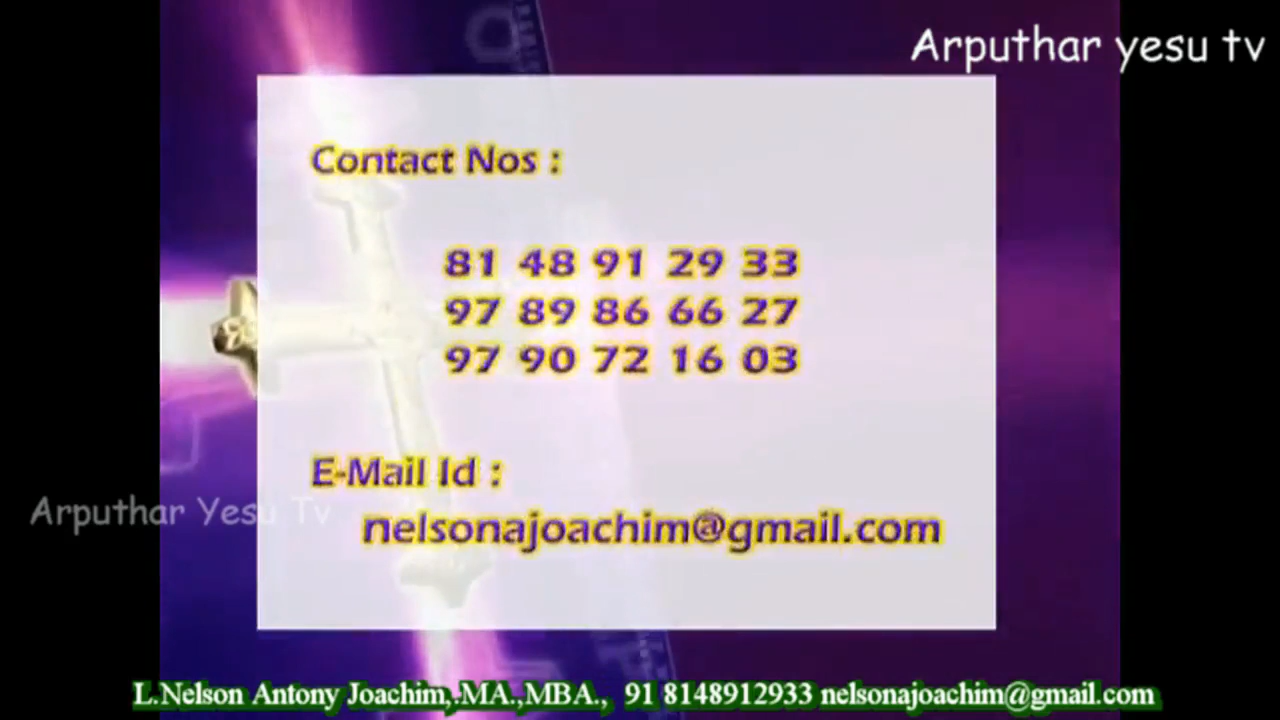 Arputhar yesu tv
Contact Nos :
81 48 91 29 33
97 89 86 66 27
97 90 72 16 03
E-Mail Id :
Arputhar Yesu Tv
nelsonajoachim@gmail.com
L.Nelson Antony Joachim,.MA.,MBA., 91 8148912933 nelsonajoachim@gmail.com